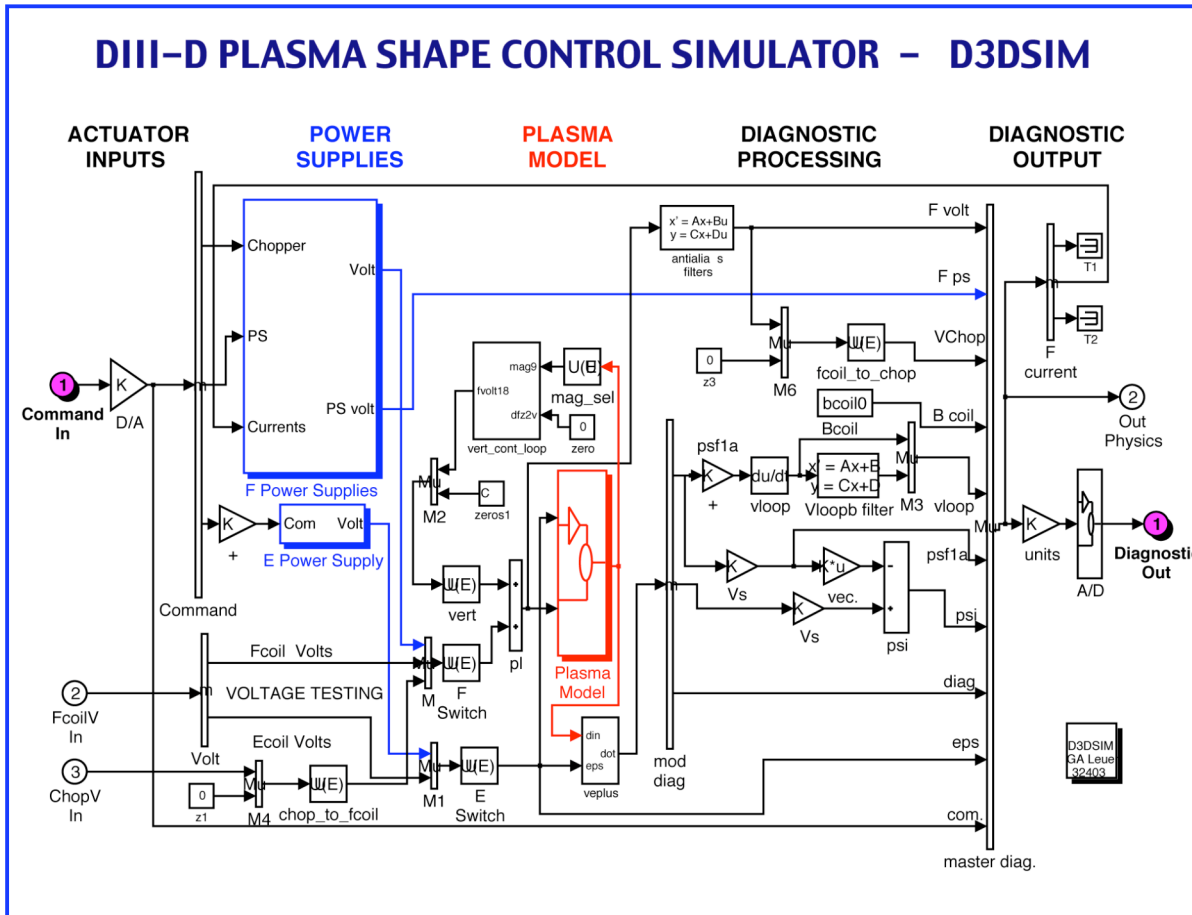 DIII–D PLASMA SHAPE CONTROL SIMULATOR – D3DSIM
ACTUATOR
INPUTS
POWER
SUPPLIES
PLASMA
MODEL
DIAGNOSTIC
PROCESSING
DIAGNOSTIC
OUTPUT
Chopper
PS
Currents
Volt
PS volt
F Power Supplies
1
Command
In
K
D/A
m
Command
K
+
Com
Volt
E Power Supply
x' = Ax+Bu
y = Cx+Du
antialia s
filters
F volt
F ps
VChop
B coil
vloop
psf1a
psi
diag
eps
com.
Mu
master diag.
mag9
fvolt18
dfz2v
vert_cont_loop
U(E)
mag_sel
0
zero
Mu
M2
C
zeros1
U(E)
vert
+
+
pl
Plasma
Model
0
z3
Mu
M6
U(E)
fcoil_to_chop
bcoil0
Bcoil
psf1a
K
+
du/dt
vloop
x' = Ax+B
y = Cx+D
Vloopb filter
Mu
M3
K
Vs
K*u
vec.
K
Vs
-
+
psi
m
mod
diag
m
F
current
T1
T2
2
Out
Physics
K
units
A/D
1
Diagnostic
Out
2
FcoilV
In
3
ChopV
In
m
Volt
Fcoil Volts
VOLTAGE TESTING
Ecoil Volts
0
z1
Mu
M4
U(E)
chop_to_fcoil
Mu
M
U(E)
F
Switch
Mu
M1
U(E)
E
Switch
din
dot
eps
veplus
D3DSIM
GA Leue
32403